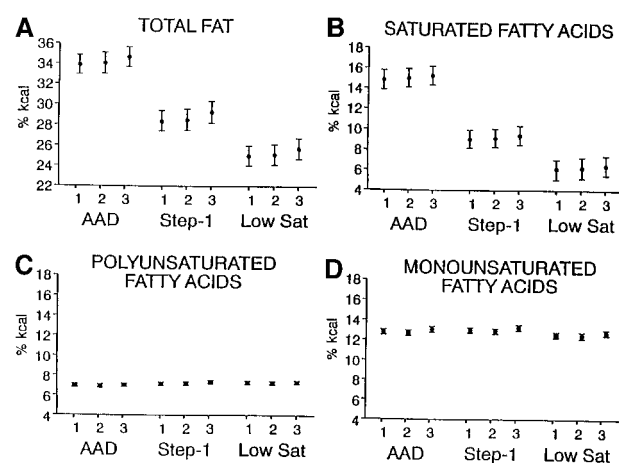 A
TOTAL FAT
36
34
32
30
28
26
24
22
% kcal
1 2 3 1 2 3 1 2 3
AAD Step-1 Low Sat
B
SATURATED FATTY ACIDS
18
16
14
12
10
8
6
4
% kcal
1 2 3 1 2 3 1 2 3
AAD Step-1 Low Sat
C
POLYUNSATURATED
FATTY ACIDS
18
16
14
12
10
8
6
4
% kcal
1 2 3 1 2 3 1 2 3
AAD Step-1 Low Sat
D
MONOUNSATURATED
FATTY ACIDS
18
16
14
12
10
8
6
4
% kcal
1 2 3 1 2 3 1 2 3
AAD Step-1 Low Sat